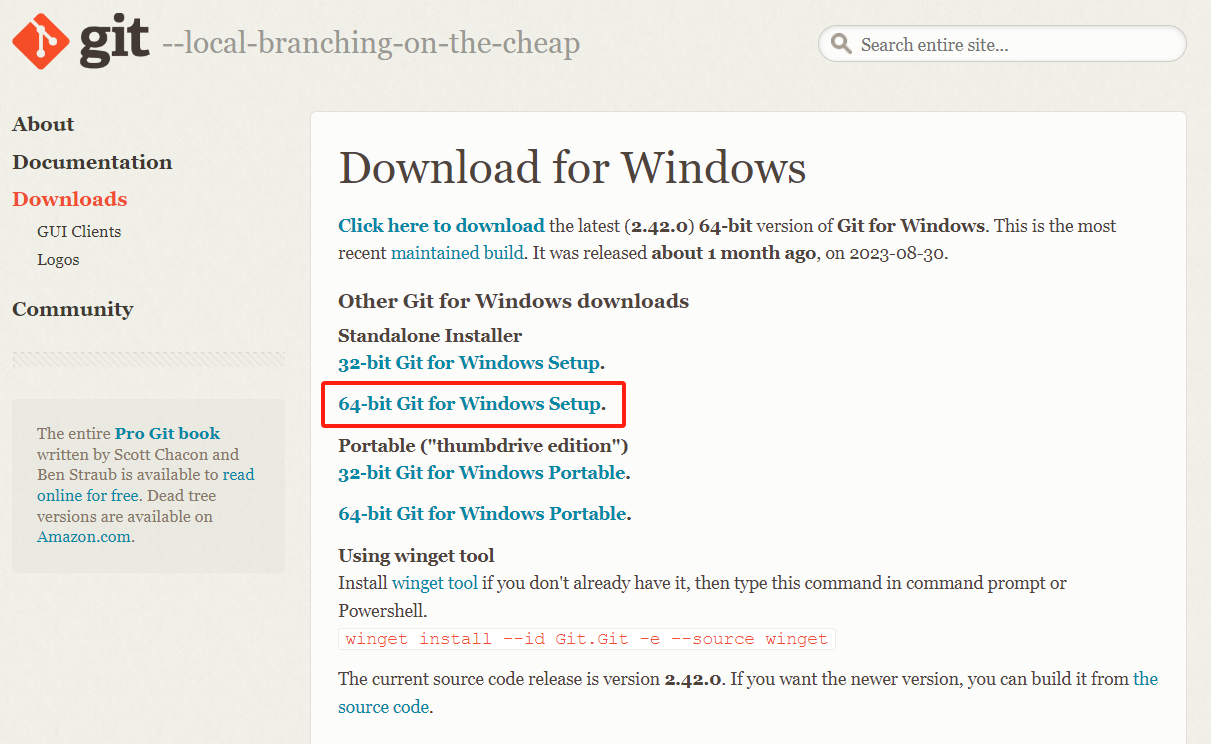 git --local-branching-on-the-cheap
Search entire site...
About
Documentation
Downloads
GUI Clients
Logos
Community
The entire Pro Git book
written by Scott Chacon and
Ben Straub is available to read
online for free. Dead tree
versions are available on
Amazon.com.
Download for Windows
Click here to download the latest (2.42.0) 64-bit version of Git for Windows. This is the most
recent maintained build. It was released about 1 month ago, on 2023-08-30.
Other Git for Windows downloads
Standalone Installer
32-bit Git for Windows Setup.
64-bit Git for Windows Setup.
Portable ("thumbdrive edition")
32-bit Git for Windows Portable.
64-bit Git for Windows Portable.
Using winget tool
Install winget tool if you don't already have it, then type this command in command prompt or
Powershell.
winget install --id Git.Git -e --source winget
The current source code release is version 2.42.0. If you want the newer version, you can build it from the
source code.